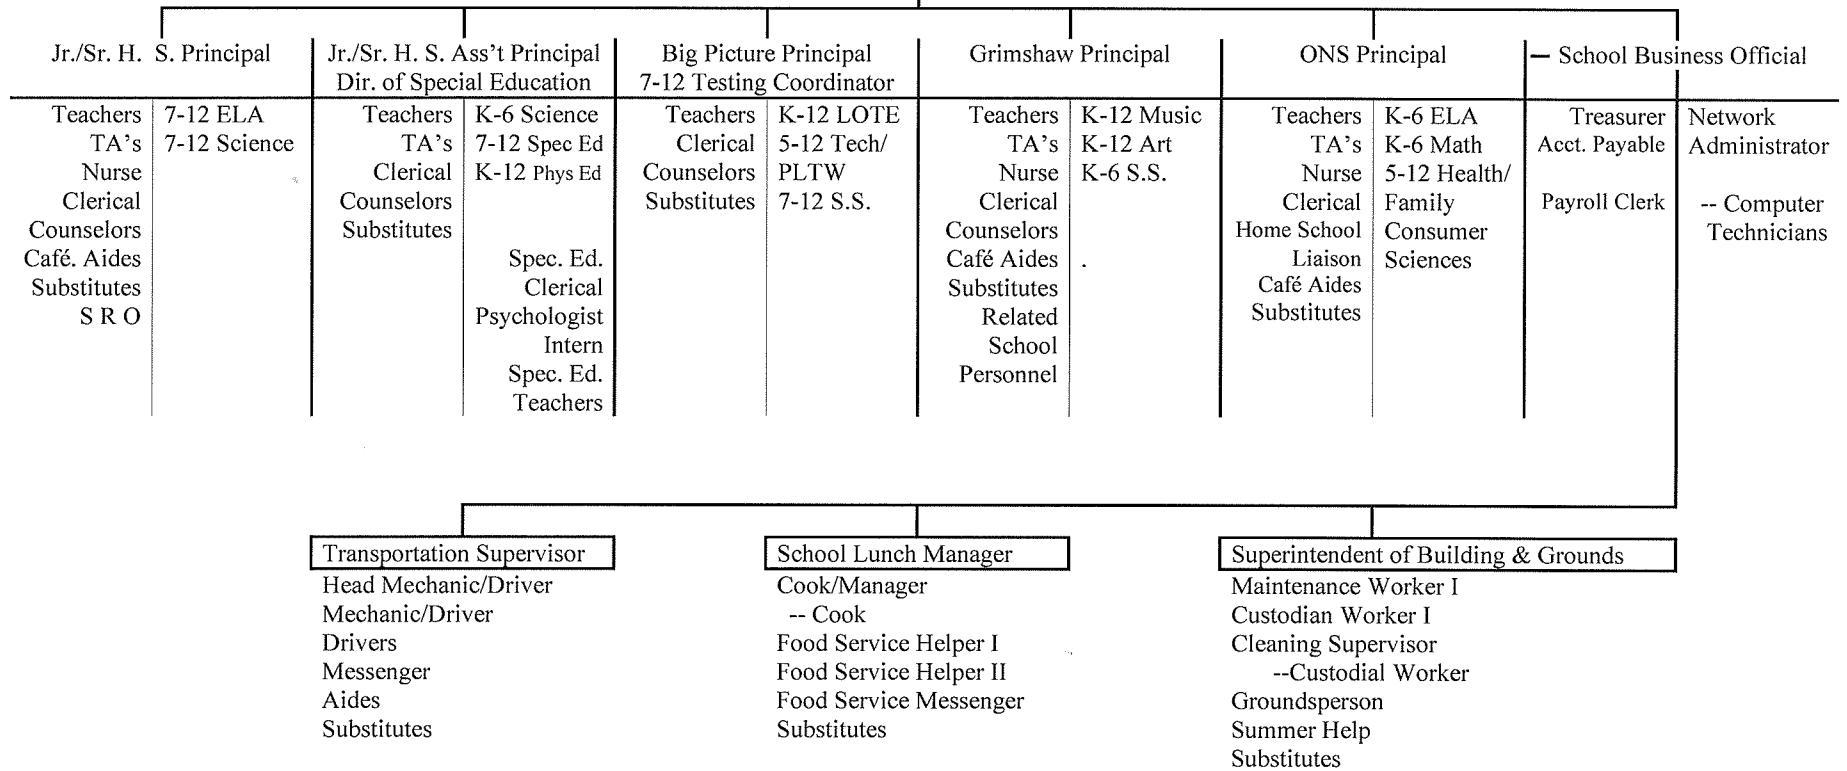 Jr./Sr. H. S. Principal
Teachers
TA's
Nurse
Clerical
Counselors
Café. Aides
Substitutes
S R O
7-12 ELA
7-12 Science
Jr./Sr. H. S. Ass't Principal
Dir. of Special Education
Teachers
TA's
Clerical
Counselors
Substitutes
K-6 Science
7-12 Spec Ed
K-12 Phys Ed
Spec. Ed.
Clerical
Psychologist
Intern
Spec. Ed.
Teachers
Big Picture Principal
7-12 Testing Coordinator
Teachers
Clerical
Counselors
Substitutes
K-12 LOTE
5-12 Tech/
PLTW
7-12 S.S.
Grimshaw Principal
Teachers
TA's
Nurse
Clerical
Counselors
Café Aides
Substitutes
Related
School
Personnel
K-12 Music
K-12 Art
K-6 S.S.
ONS Principal
Teachers
TA's
Nurse
Clerical
Home School
Liaison
Café Aides
Substitutes
K-6 ELA
K-6 Math
5-12 Health/
Family
Consumer
Sciences
– School Business Official
Treasurer
Acct. Payable
Payroll Clerk
Network
Administrator
-- Computer
Technicians
Transportation Supervisor
Head Mechanic/Driver
Mechanic/Driver
Drivers
Messenger
Aides
Substitutes
School Lunch Manager
Cook/Manager
-- Cook
Food Service Helper I
Food Service Helper II
Food Service Messenger
Substitutes
Superintendent of Building & Grounds
Maintenance Worker I
Custodian Worker I
Cleaning Supervisor
--Custodial Worker
Groundsperson
Summer Help
Substitutes